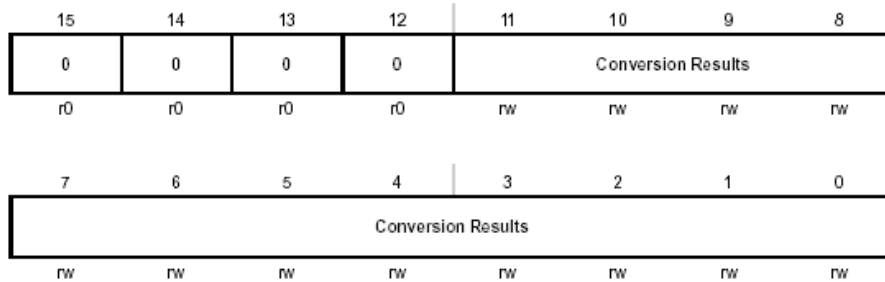 15 14 13 12 11 10 9 8
0 0 0 0 Conversion Results
r0 r0 r0 r0 rw rw rw rw
7 6 5 4 3 2 1 0
Conversion Results
rw rw rw rw rw rw rw rw